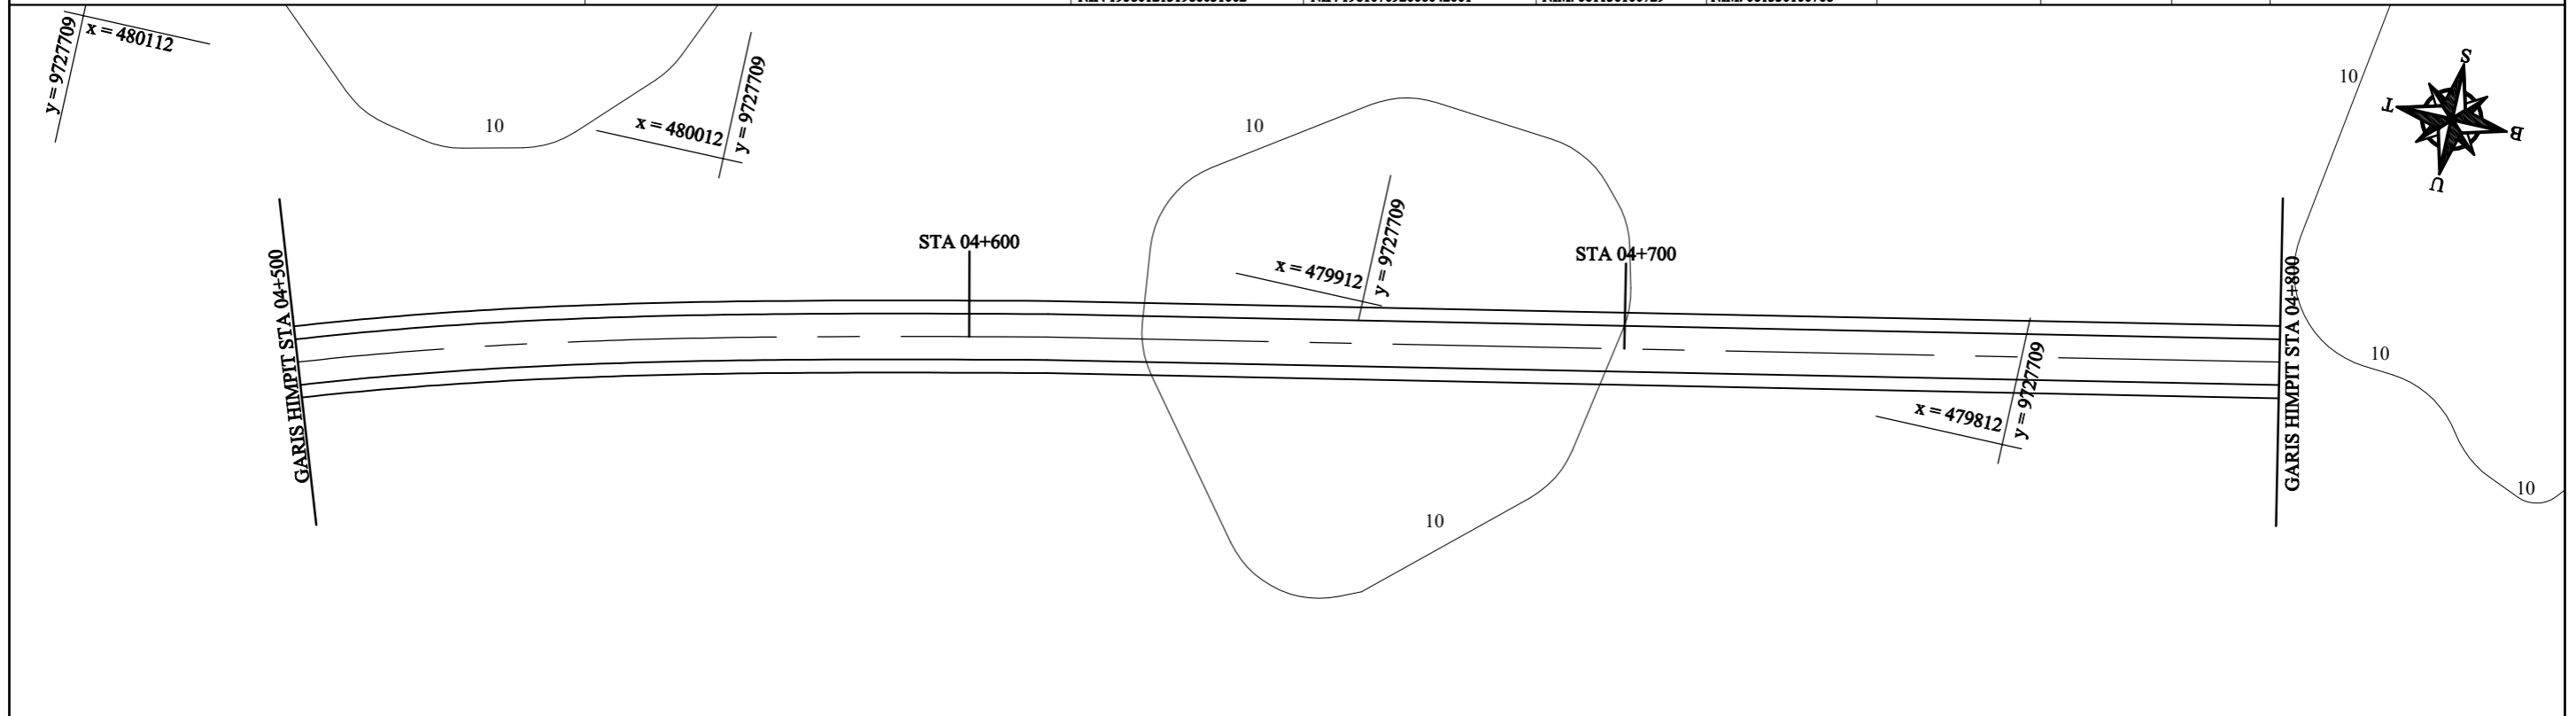 y = 9727709
x = 480112
10
x = 480012
y = 9727709
10
10
S
T
B
U
STA 04+600
x = 479912
y = 9727709
STA 04+700
GARIS HIMPIT STA 04+500
GARIS HIMPIT STA 04+800
10
x = 479812
y = 9727709
10
10